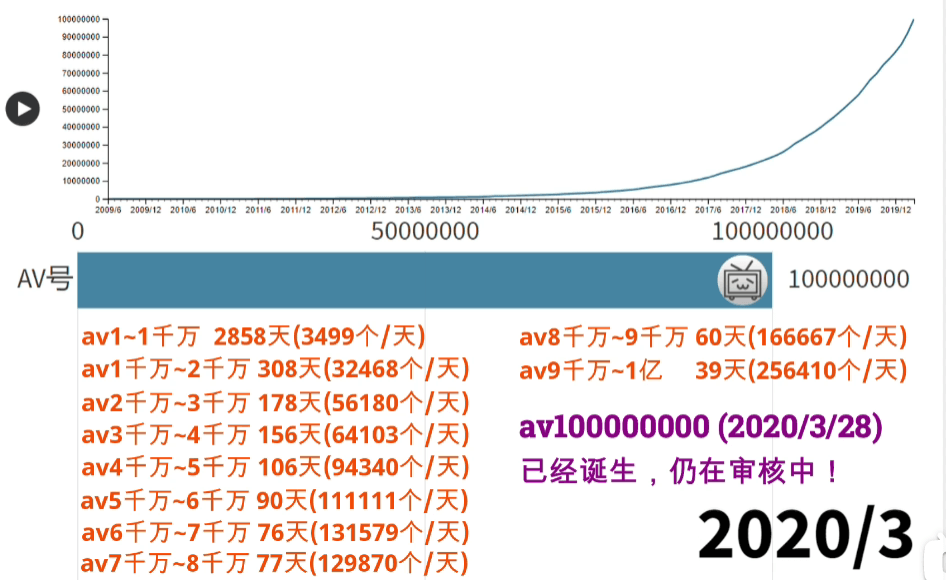 100000000
90000000
80000000
70000000
60000000
50000000
40000000
30000000
20000000
10000000
0
2009/6 2009/12 2010/6 2010/12 2011/6 2011/12 2012/6 2012/12 2013/6 2013/12 2014/6 2014/12 2015/6 2015/12 2016/6 2016/12 2017/6 2017/12 2018/6 2018/12 2019/6 2019/12
0 50000000 100000000
AV号 100000000
av1~1千万 2858天(3499个/天)
av1千万~2千万 308天(32468个/天)
av2千万~3千万 178天(56180个/天)
av3千万~4千万 156天(64103个/天)
av4千万~5千万 106天(94340个/天)
av5千万~6千万 90天(111111个/天)
av6千万~7千万 76天(131579个/天)
av7千万~8千万 77天(129870个/天)
av8千万~9千万 60天(166667个/天)
av9千万~1亿 39天(256410个/天)
av100000000 (2020/3/28)
已经诞生，仍在审核中！
2020/3